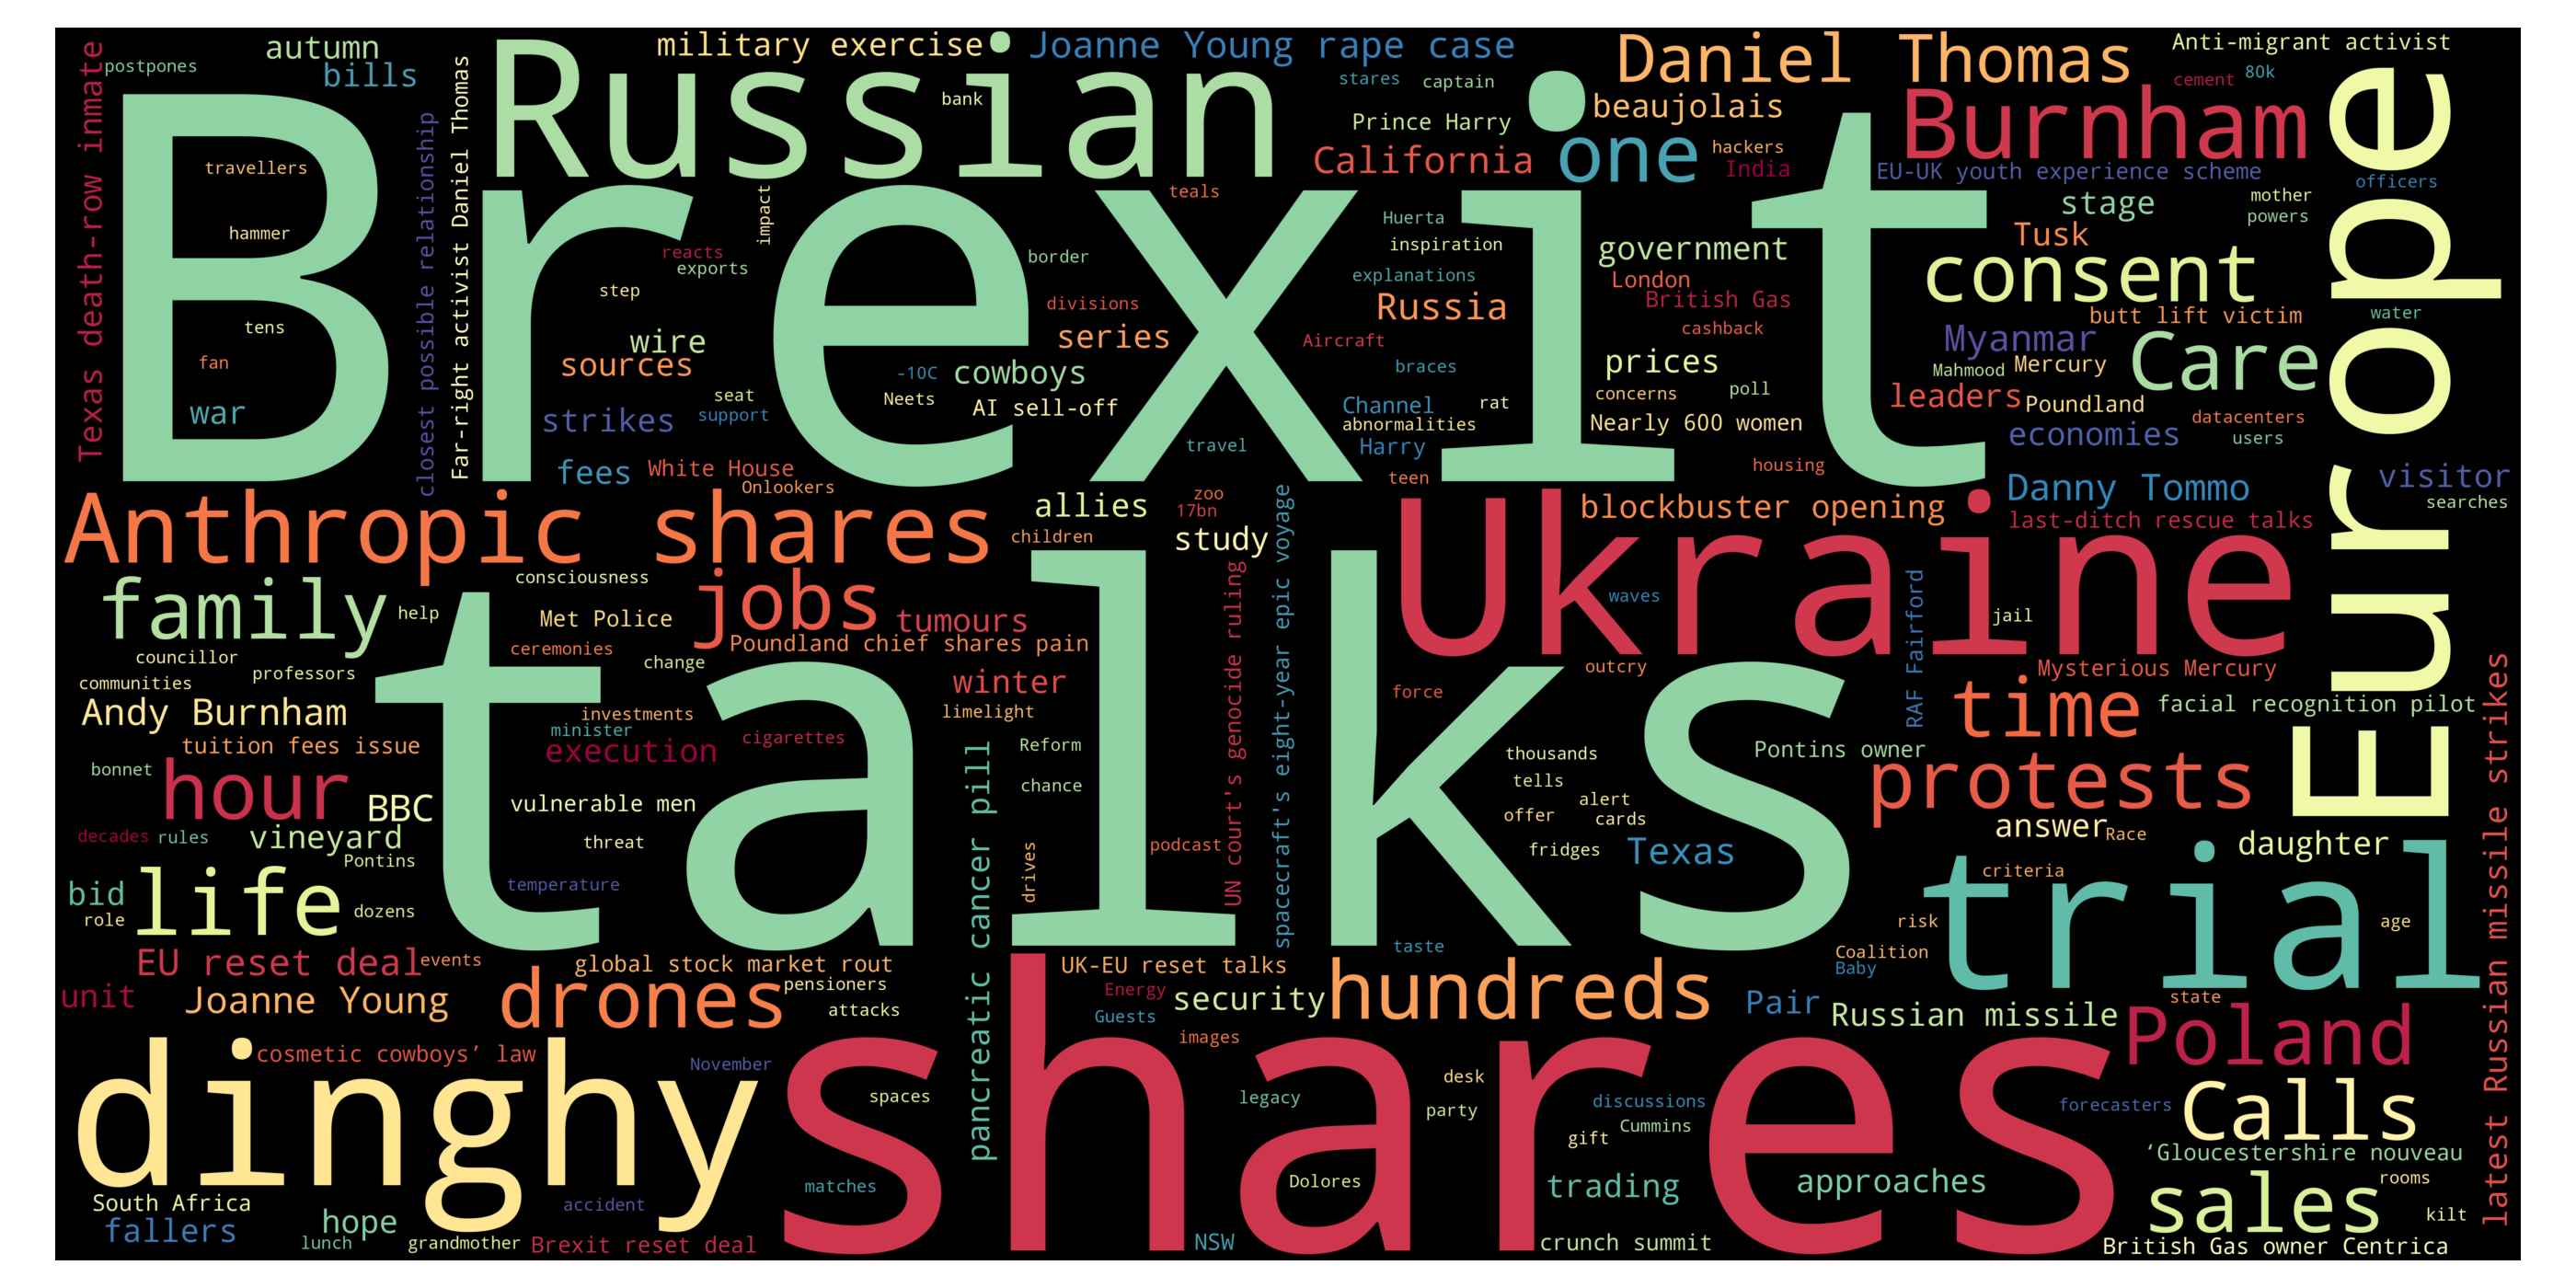 Brexit
talks
shares
Russian
Europe
Ukraine
dinghy
trial
Anthropic shares
Daniel Thomas
Burnham
one
consent
Care
family
jobs
hour
life
drones
hundreds
time
protests
Poland
Calls
sales
Texas death-row inmate
postpones
autumn
bills
military exercise
Joanne Young rape case
Anti-migrant activist
cement
80k
stares
captain
beaujolais
Prince Harry
California
hackers
India
EU-UK youth experience scheme
officers
mother
powers
stage
Tusk
travellers
hammer
tens
fan
war
closest possible relationship
Far-right activist Daniel Thomas
bank
impact
teals
reacts
exports
border
step
divisions
series
wire
sources
cowboys
-10C
Neets
AI sell-off
seat
support
strikes
fees
White House
Onlookers
Huerta
inspiration
explanations
Russia
Aircraft
braces
Channel
rat
abnormalities
Harry
travel
teen
government
London
British Gas
cashback
prices
concerns
poll
Nearly 600 women
housing
butt lift victim
water
Myanmar
Mercury
Mahmood
leaders
Poundland
datacenters
economies
users
Danny Tommo
visitor
searches
last-ditch rescue talks
blockbuster opening
allies
zoo
17bn
children
study
consciousness
help
Met Police
tumours
Poundland chief shares pain
ceremonies
change
councillor
professors
communities
Andy Burnham
winter
limelight
investments
minister
tuition fees issue
execution
cigarettes
bonnet
BBC
vulnerable men
decades
rules
vineyard
threat
Pontins
bid
role
dozens
temperature
EU reset deal
events
unit
Joanne Young
global stock market rout
pensioners
attacks
cosmetic cowboys’ law
November
spaces
South Africa
accident
matches
fallers
hope
lunch
grandmother
Brexit reset deal
pancreatic cancer pill
Reform
chance
drives
podcast
UN court's genocide ruling
spacecraft's eight-year epic voyage
waves
outcry
force
RAF Fairford
jail
Mysterious Mercury
facial recognition pilot
latest Russian missile strikes
thousands
tells
offer
alert
cards
fridges
Pontins owner
Texas
answer
Race
daughter
criteria
risk
age
taste
Coalition
Baby
UK-EU reset talks
Energy
security
Guests
images
Pair
Russian missile
state
legacy
desk
party
discussions
Cummins
gift
forecasters
‘Gloucestershire nouveau
Dolores
trading
approaches
rooms
kilt
NSW
crunch summit
British Gas owner Centrica